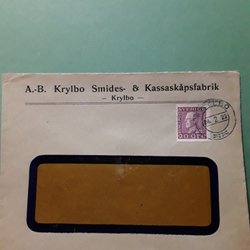 A.-B. Krylbo Smides- & Kassaskåpsfabrik
— Krylbo —
SVERIGE